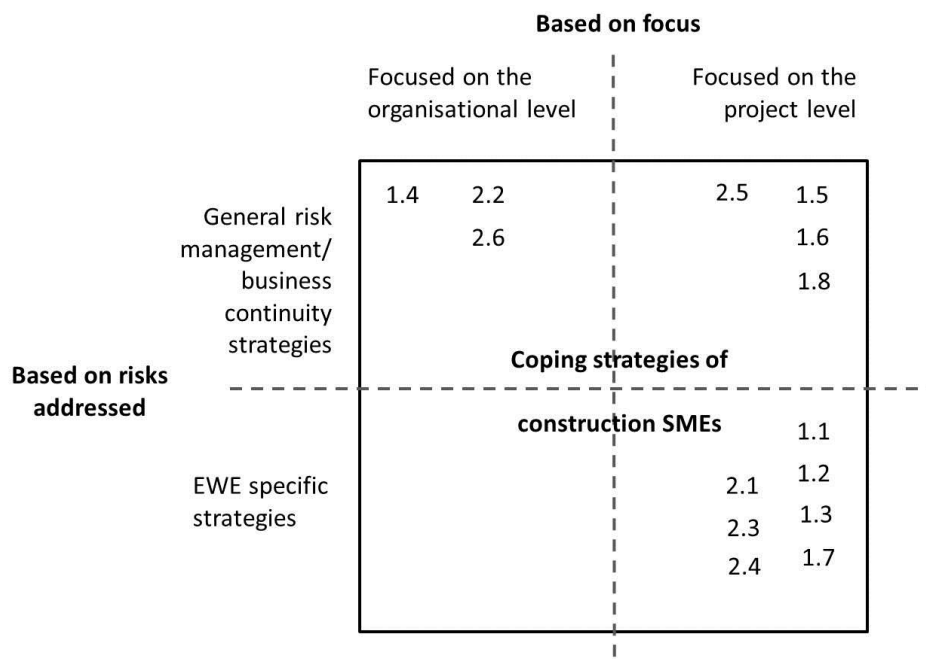 Based on focus
Focused on the
organisational level
Focused on the
project level
General risk
management/
business
continuity
strategies
1.4 2.2
2.6
2.5 1.5
1.6
1.8
Coping strategies of
construction SMEs
Based on risks
addressed
EWE specific
strategies
1.1
1.2
2.1
1.3
2.3
1.7
2.4